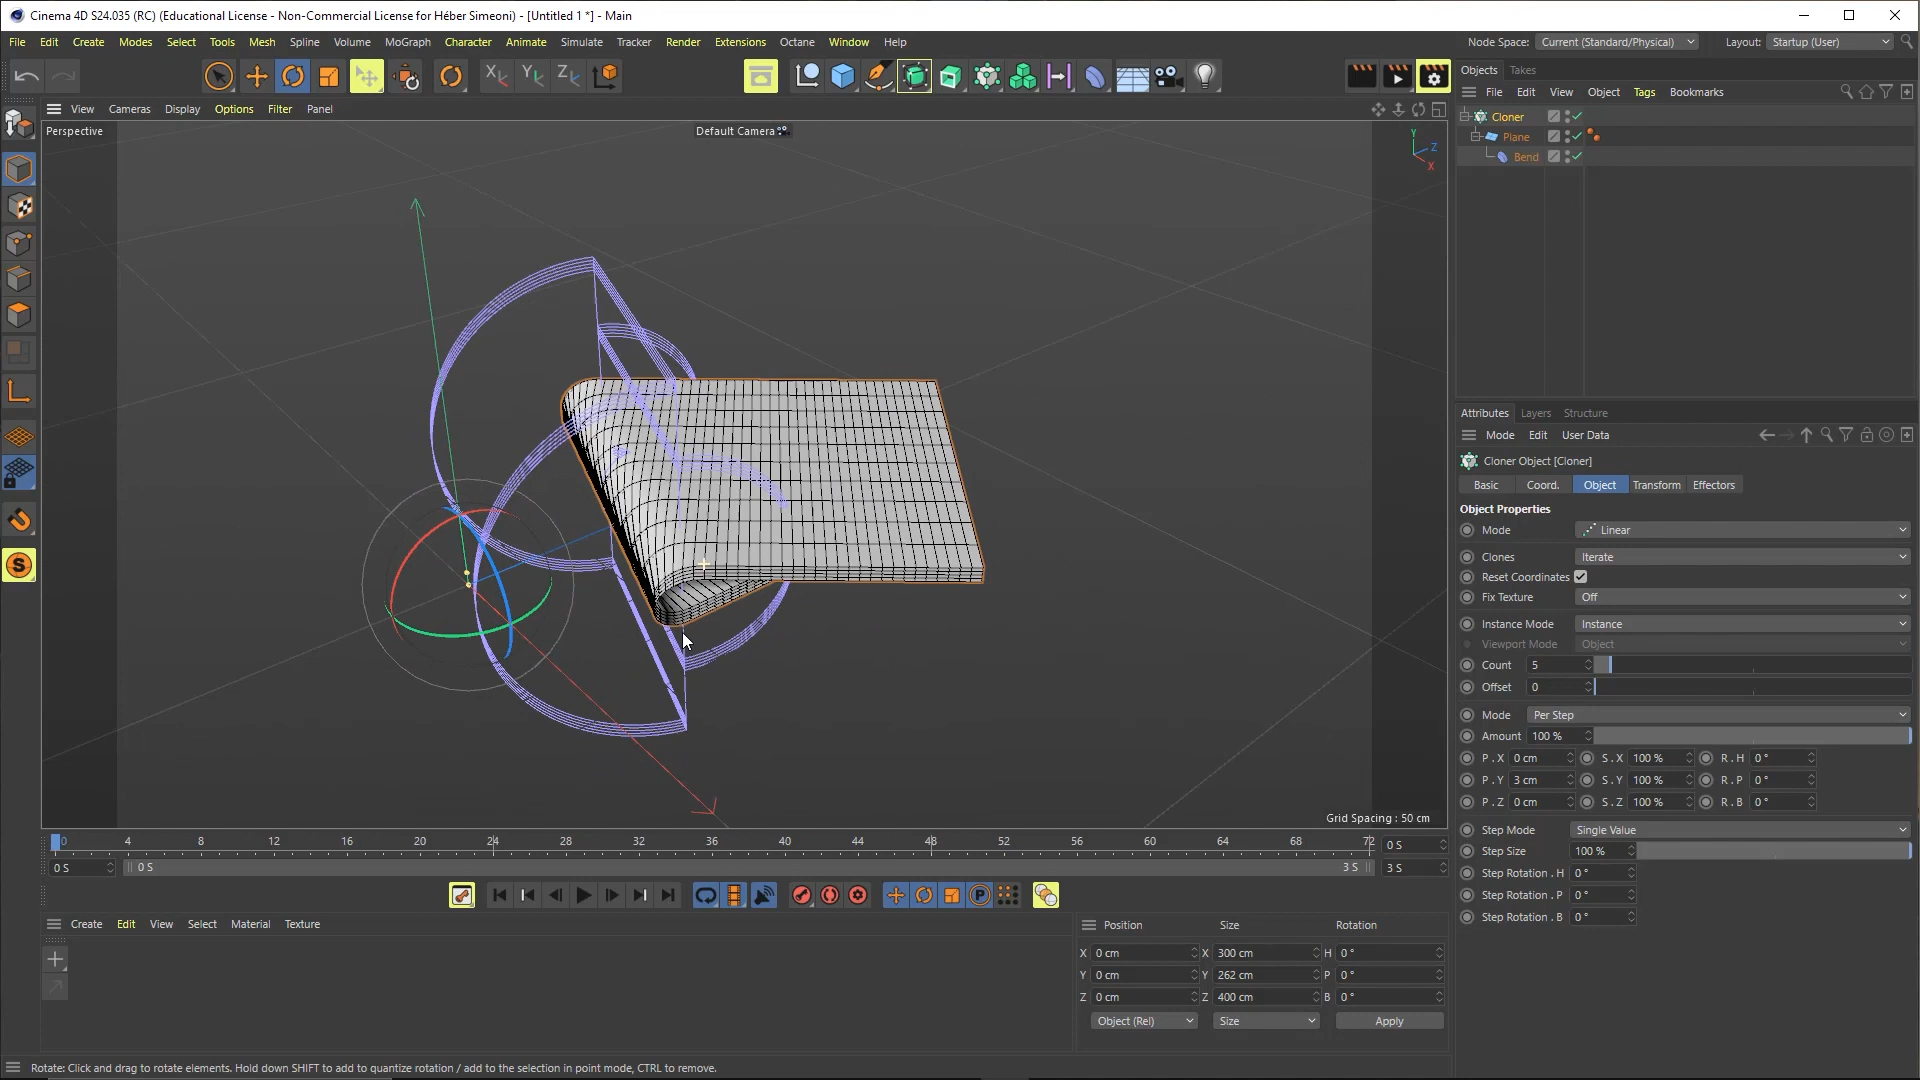 Cinema 4D S24.035 (RC) (Educational License - Non-Commercial License for Héber Simeoni) - [Untitled 1 *] - Main
File Edit Create Modes Select Tools Mesh Spline Volume MoGraph Character Animate Simulate Tracker Render Extensions Octane Window Help
Node Space: Current (Standard/Physical) Layout: Startup (User)
Objects Takes
File Edit View Object Tags Bookmarks
View Cameras Display Options Filter Panel
Perspective
Default Camera
Y
Z
X
Cloner
Plane
Bend
Attributes Layers Structure
Mode Edit User Data
Cloner Object [Cloner]
Basic Coord. Object Transform Effectors
Object Properties
Mode Linear
Clones Iterate
Reset Coordinates
Fix Texture Off
Instance Mode Instance
Viewport Mode Object
Count 5
Offset 0
Mode Per Step
Amount 100 %
P . X 0 cm S . X 100 % R . H 0 °
P . Y 3 cm S . Y 100 % R . P 0 °
P . Z 0 cm S . Z 100 % R . B 0 °
Step Mode Single Value
Step Size 100 %
Step Rotation . H 0 °
Step Rotation . P 0 °
Step Rotation . B 0 °
Grid Spacing : 50 cm
0 4 8 12 16 20 24 28 32 36 40 44 48 52 56 60 64 68 72 0 S
0 S 0 S 3 S 3 S
Create Edit View Select Material Texture
Position Size Rotation
X 0 cm X 300 cm H 0 °
Y 0 cm Y 262 cm P 0 °
Z 0 cm Z 400 cm B 0 °
Object (Rel) Size Apply
Rotate: Click and drag to rotate elements. Hold down SHIFT to add to quantize rotation / add to the selection in point mode, CTRL to remove.